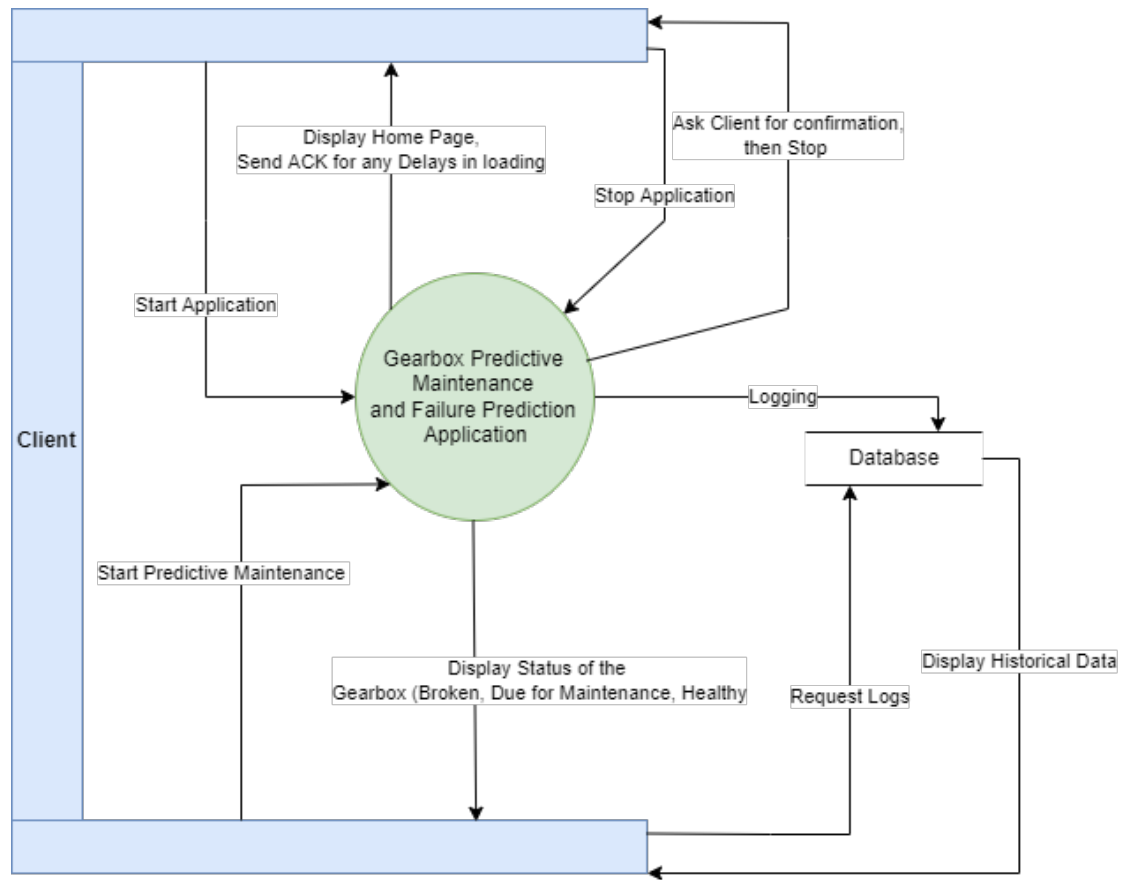 Display Home Page,
Send ACK for any Delays in loading
Ask Client for confirmation,
then Stop
Stop Application
Start Application
Gearbox Predictive
Maintenance
and Failure Prediction
Application
Logging
Client
Database
Start Predictive Maintenance
Display Status of the
Gearbox (Broken, Due for Maintenance, Healthy
Display Historical Data
Request Logs